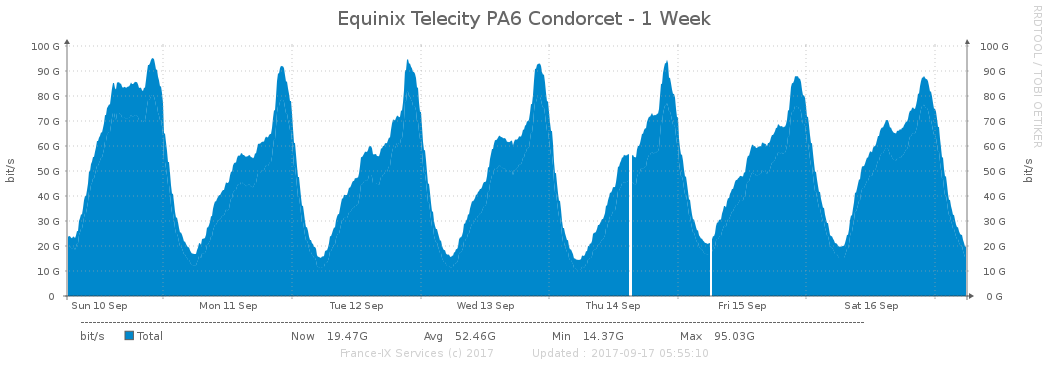 Equinix Telecity PA6 Condorcet - 1 Week
RRDTOOL / TOBI OETIKER
100 G 100 G
90 G 90 G
80 G 80 G
70 G 70 G
60 G 60 G
50 G 50 G
40 G 40 G
30 G 30 G
20 G 20 G
10 G 10 G
0 0 G
bit/s bit/s
Sun 10 Sep Mon 11 Sep Tue 12 Sep Wed 13 Sep Thu 14 Sep Fri 15 Sep Sat 16 Sep
bit/s Total Now 19.47G Avg 52.46G Min 14.37G Max 95.03G
France-IX Services (c) 2017 Updated : 2017-09-17 05:55:10